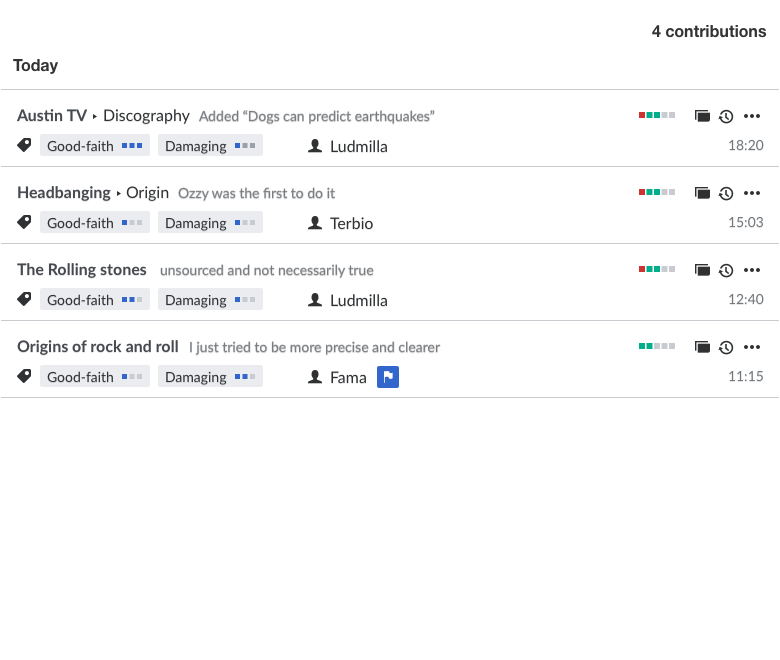 4 contributions
Today
Austin TV ‣ Discography Added “Dogs can predict earthquakes”
Good-faith Damaging Ludmilla 18:20
Headbanging ‣ Origin Ozzy was the first to do it
Good-faith Damaging Terbio 15:03
The Rolling stones unsourced and not necessarily true
Good-faith Damaging Ludmilla 12:40
Origins of rock and roll I just tried to be more precise and clearer
Good-faith Damaging Fama 11:15